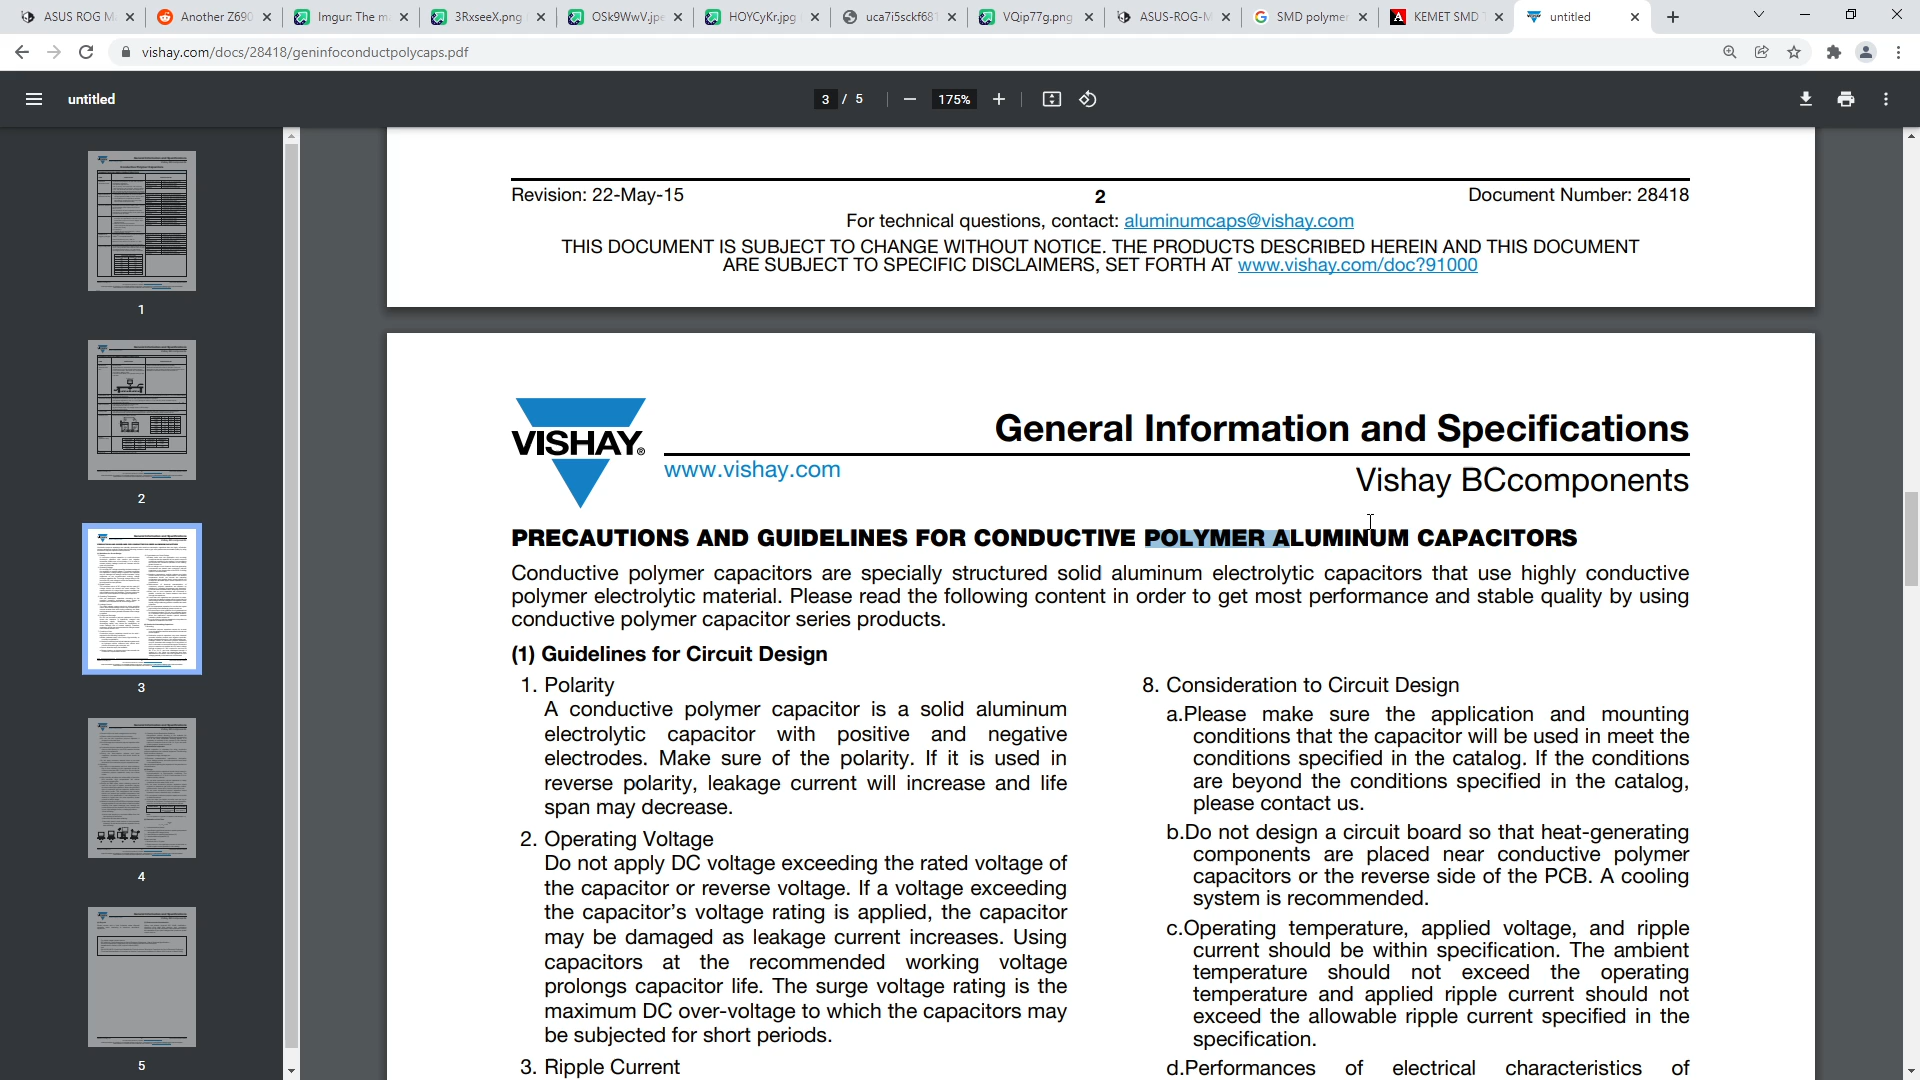 ASUS ROG M
Another Z690
Imgur: The m
3RxseeX.png
OSk9WwV.jpe
HOYCyKr.jpg
uca7i5sckf681
VQip77g.png
ASUS-ROG-M
SMD polymer
KEMET SMD T
untitled
vishay.com/docs/28418/geninfoconductpolycaps.pdf
untitled
3 / 5
175%
1
2
3
4
5
Revision: 22-May-15 2 Document Number: 28418
For technical questions, contact: aluminumcaps@vishay.com
THIS DOCUMENT IS SUBJECT TO CHANGE WITHOUT NOTICE. THE PRODUCTS DESCRIBED HEREIN AND THIS DOCUMENT
ARE SUBJECT TO SPECIFIC DISCLAIMERS, SET FORTH AT www.vishay.com/doc?91000
VISHAY®
General Information and Specifications
www.vishay.com
Vishay BCcomponents
PRECAUTIONS AND GUIDELINES FOR CONDUCTIVE POLYMER ALUMINUM CAPACITORS
Conductive polymer capacitors are specially structured solid aluminum electrolytic capacitors that use highly conductive
polymer electrolytic material. Please read the following content in order to get most performance and stable quality by using
conductive polymer capacitor series products.
(1) Guidelines for Circuit Design
1. Polarity
A conductive polymer capacitor is a solid aluminum
electrolytic capacitor with positive and negative
electrodes. Make sure of the polarity. If it is used in
reverse polarity, leakage current will increase and life
span may decrease.
2. Operating Voltage
Do not apply DC voltage exceeding the rated voltage of
the capacitor or reverse voltage. If a voltage exceeding
the capacitor's voltage rating is applied, the capacitor
may be damaged as leakage current increases. Using
capacitors at the recommended working voltage
prolongs capacitor life. The surge voltage rating is the
maximum DC over-voltage to which the capacitors may
be subjected for short periods.
3. Ripple Current
8. Consideration to Circuit Design
a.Please make sure the application and mounting
conditions that the capacitor will be used in meet the
conditions specified in the catalog. If the conditions
are beyond the conditions specified in the catalog,
please contact us.
b.Do not design a circuit board so that heat-generating
components are placed near conductive polymer
capacitors or the reverse side of the PCB. A cooling
system is recommended.
c.Operating temperature, applied voltage, and ripple
current should be within specification. The ambient
temperature should not exceed the operating
temperature and applied ripple current should not
exceed the allowable ripple current specified in the
specification.
d.Performances of electrical characteristics of